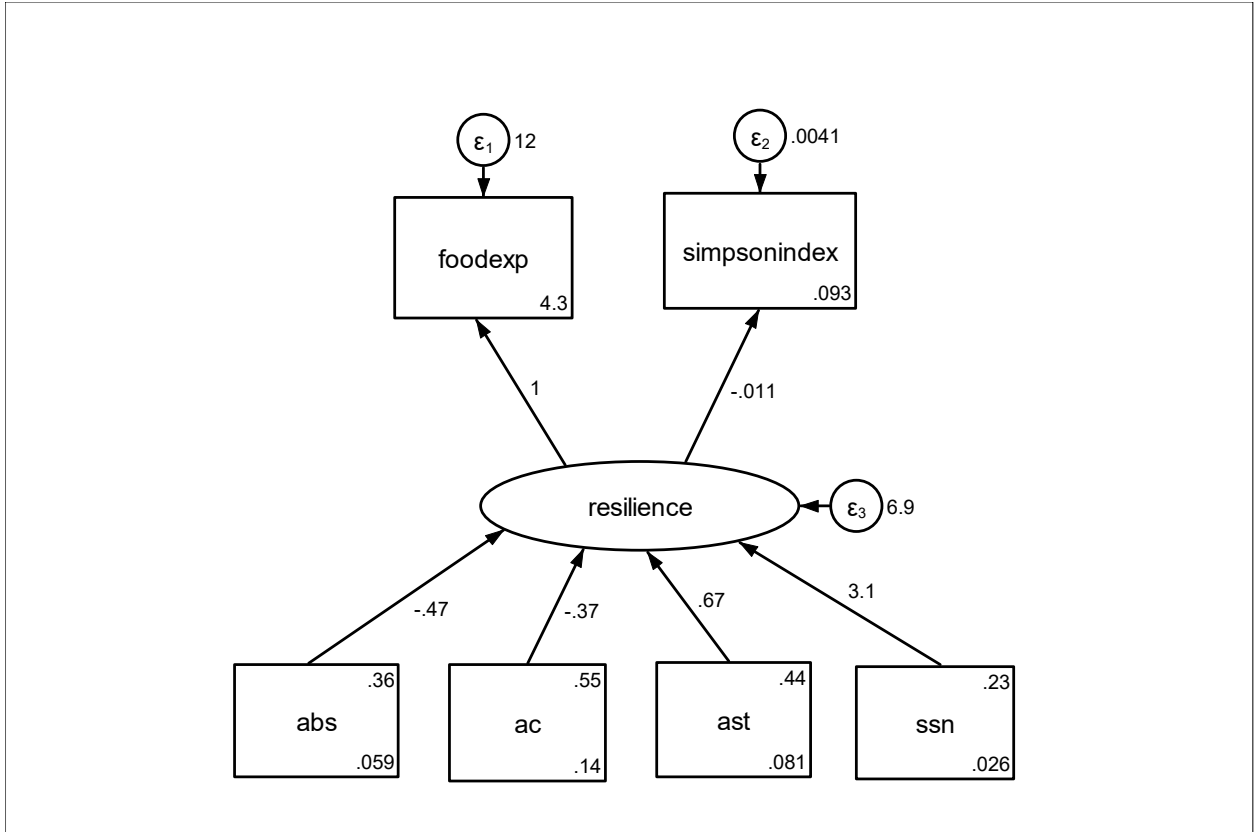 ε1 12
ε2 .0041
foodexp
4.3
simpsonindex
.093
1
-.011
resilience
ε3 6.9
-.47
-.37
.67
3.1
.36
abs
.059
.55
ac
.14
.44
ast
.081
.23
ssn
.026